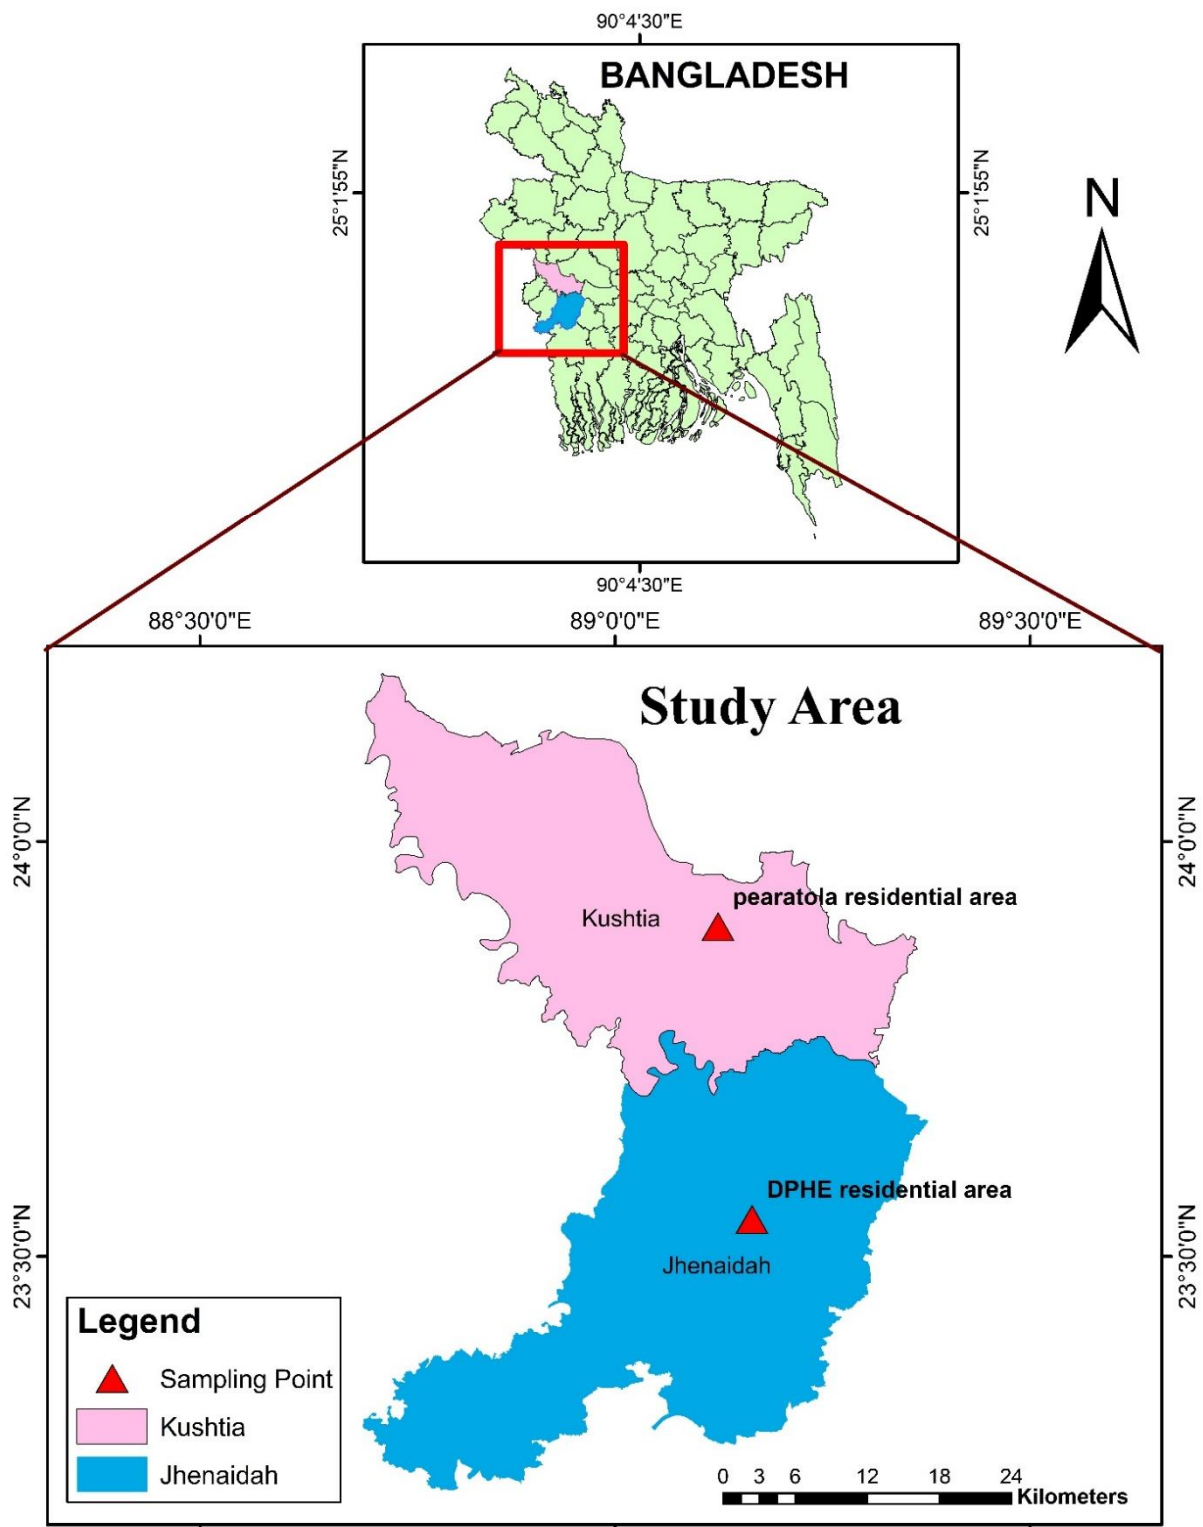 90°4'30"E
BANGLADESH
25°1'55"N
25°1'55"N
N
90°4'30"E
88°30'0"E
89°0'0"E
89°30'0"E
Study Area
24°0'0"N
24°0'0"N
pearatola residential area
Kushtia
DPHE residential area
Jhenaidah
23°30'0"N
23°30'0"N
Legend
Sampling Point
Kushtia
Jhenaidah
0 3 6 12 18 24
Kilometers